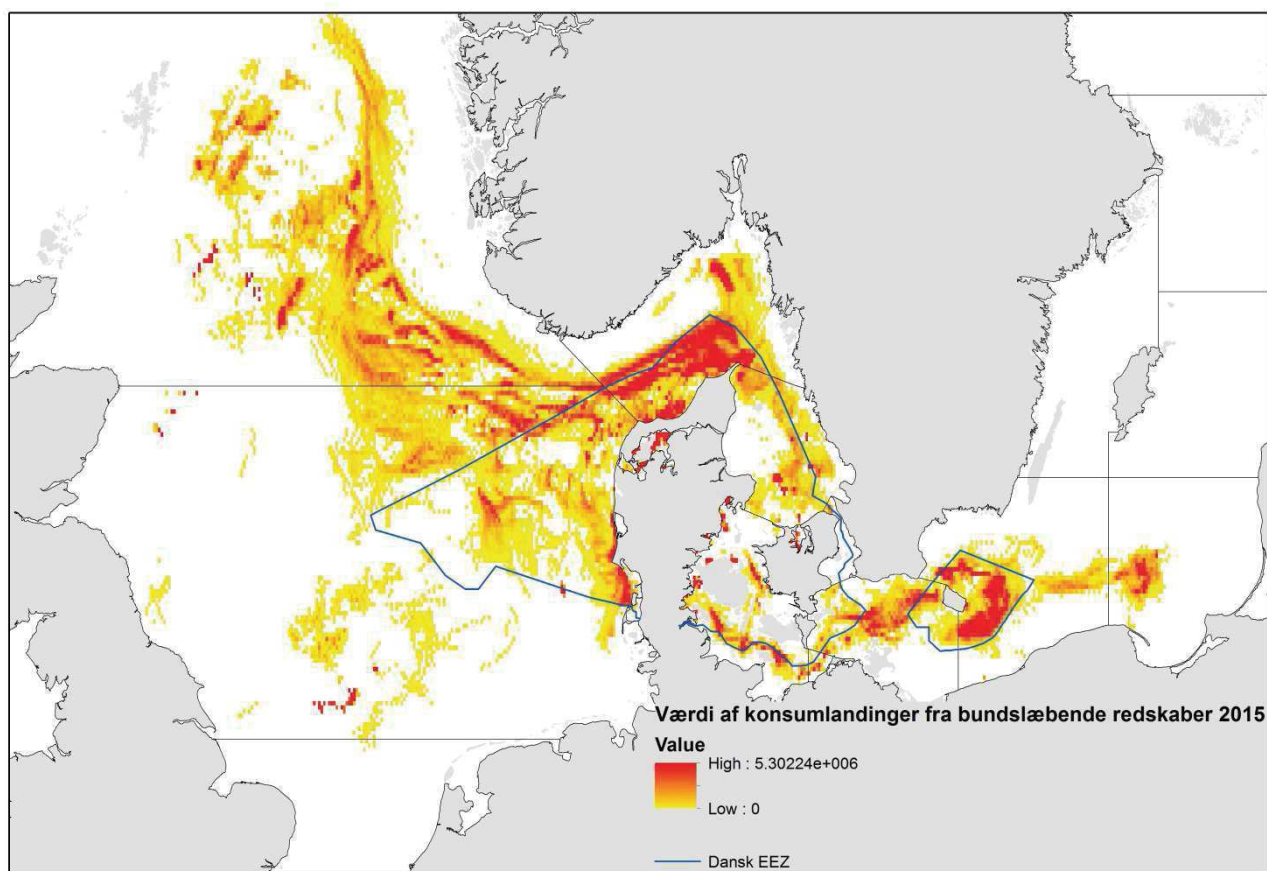 Værdi af konsumlandinger fra bundslæbende redskaber 2015
Value
High : 5.30224e+006
Low : 0
Dansk EEZ